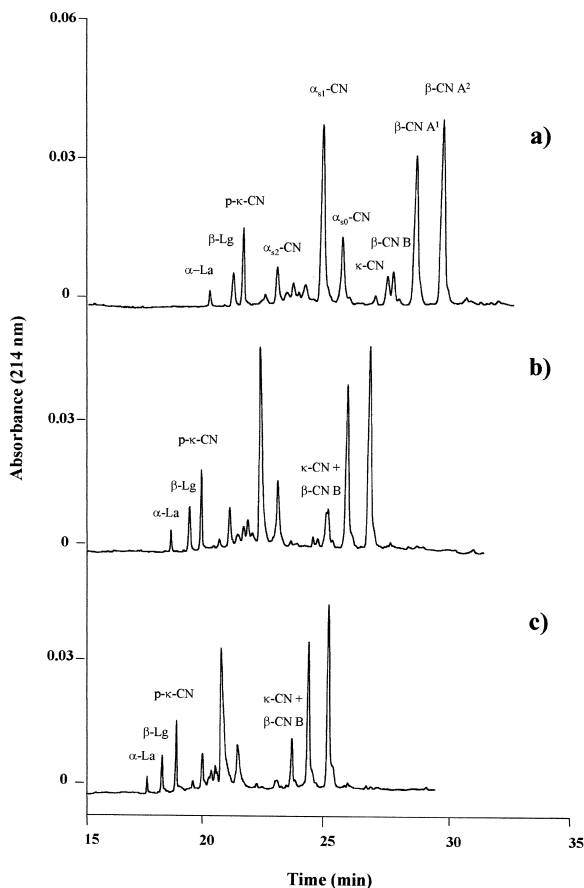 0.06
β-CN A²
αs1-CN
β-CN A¹
a)
0.03
p-κ-CN
αs0-CN
β-Lg
αs2-CN
β-CN B
α–La
κ-CN
0
b)
0.03
p-κ-CN
κ-CN +
β-Lg
β-CN B
α-La
0
Absorbance (214 nm)
c)
0.03
p-κ-CN
κ-CN +
β-Lg
β-CN B
α-La
0
15 20 25 30 35
Time (min)